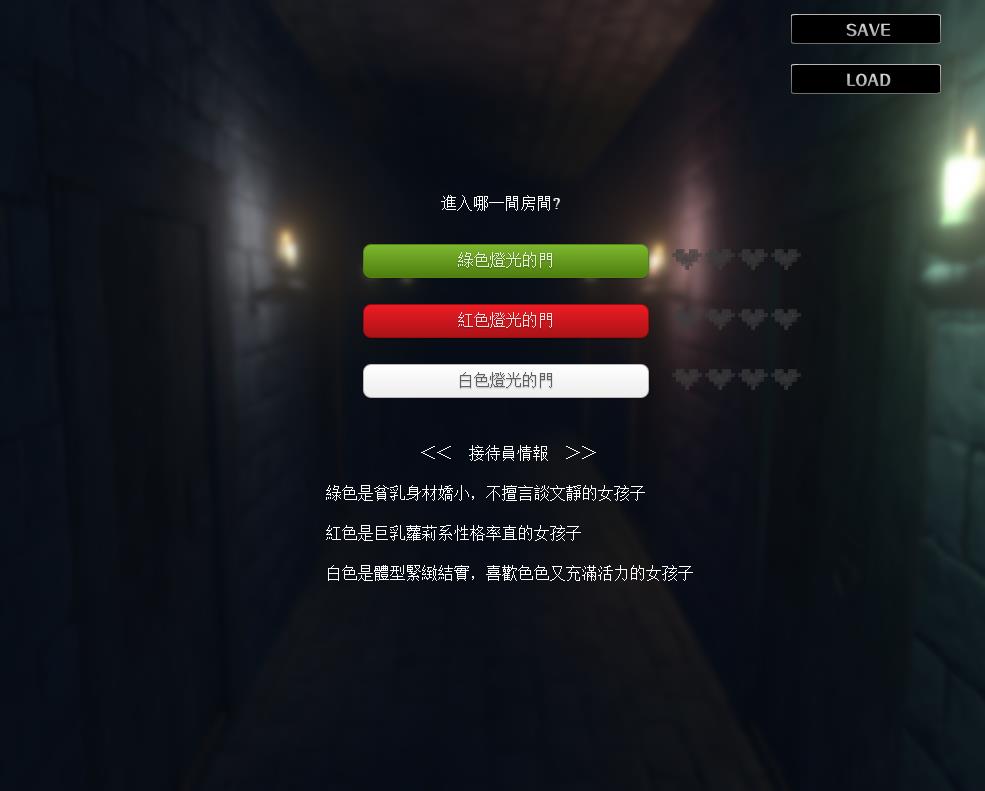 SAVE
LOAD
進入哪一間房間?
綠色燈光的門
紅色燈光的門
白色燈光的門
<< 接待員情報 >>
綠色是貧乳身材嬌小，不擅言談文靜的女孩子
紅色是巨乳蘿莉系性格率直的女孩子
白色是體型緊緻結實，喜歡色色又充滿活力的女孩子